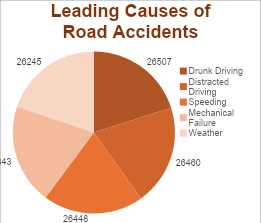 Leading Causes of
Road Accidents
26245
26507
Drunk Driving
Distracted
Driving
Speeding
Mechanical
Failure
Weather
26460
26448